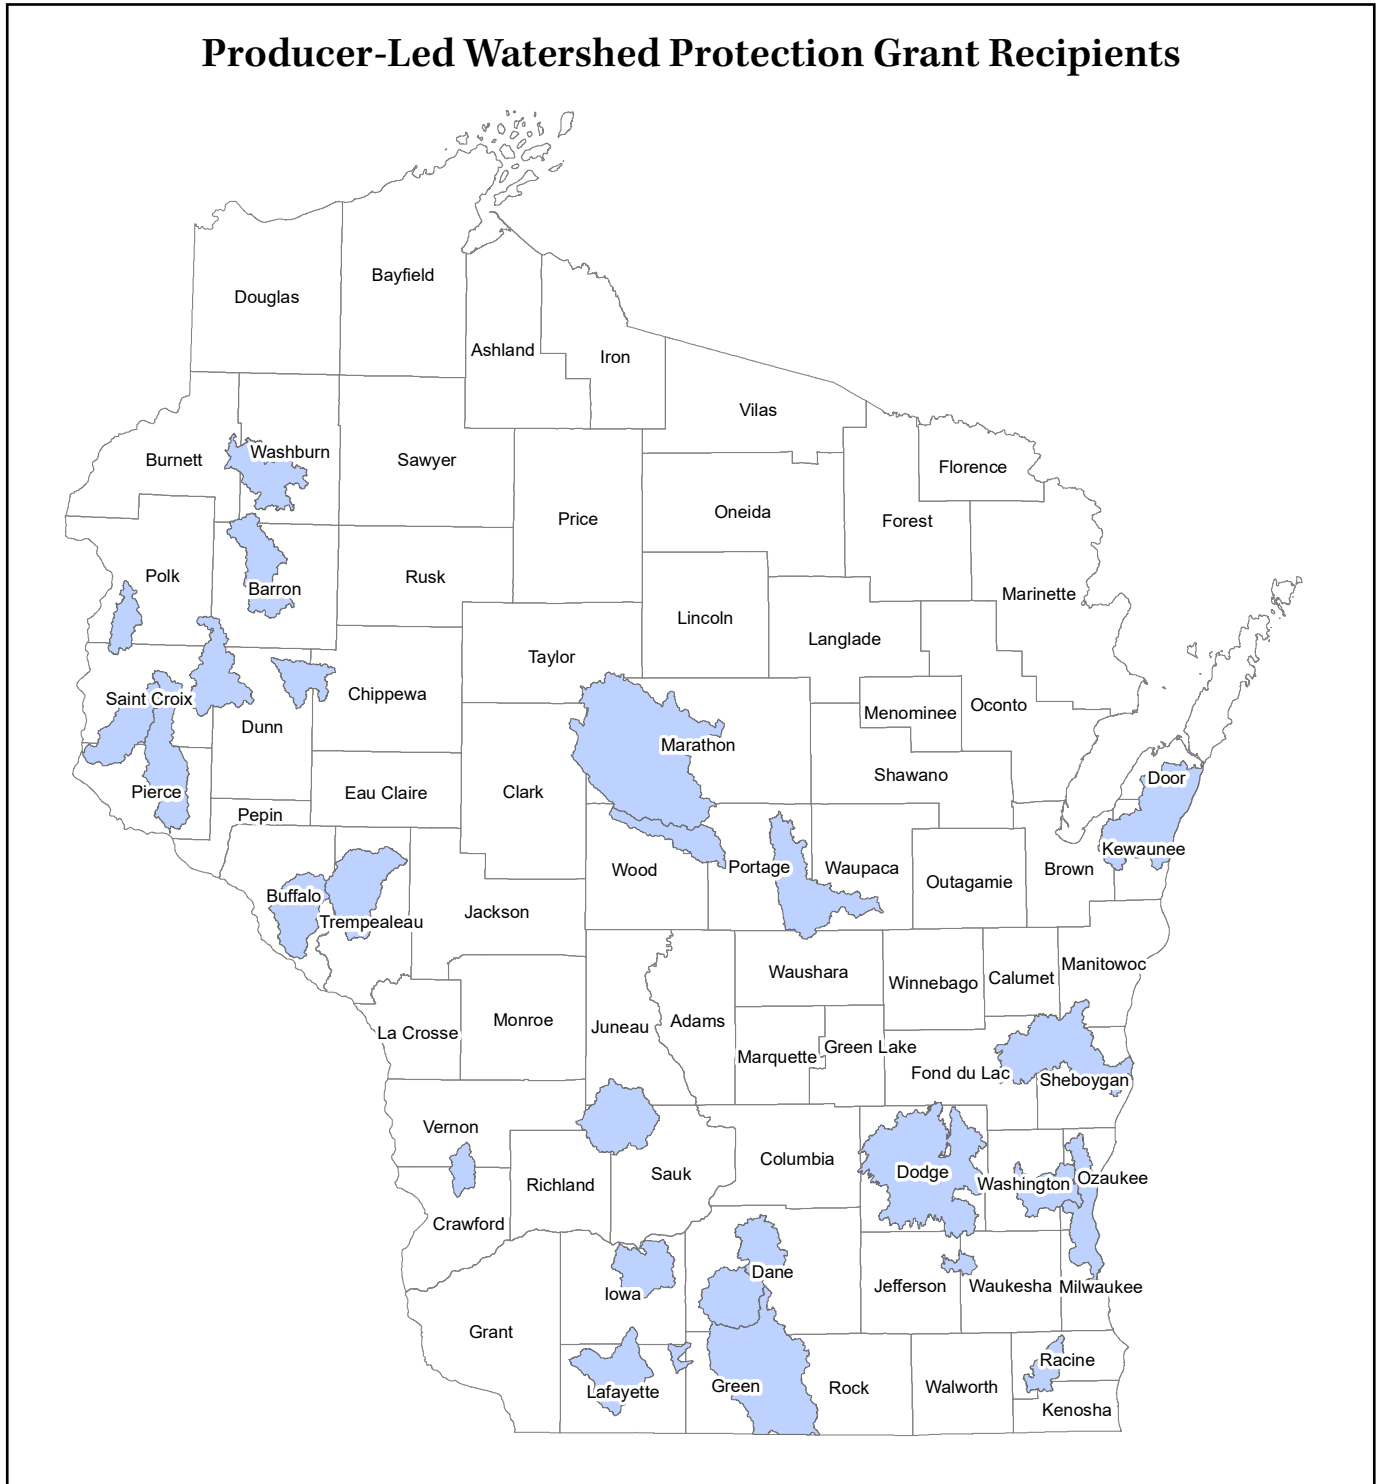 Producer-Led Watershed Protection Grant Recipients
Bayfield
Douglas
Ashland
Iron
Vilas
Washburn
Burnett
Sawyer
Florence
Price
Oneida
Forest
Polk
Rusk
Barron
Marinette
Lincoln
Langlade
Taylor
Chippewa
Saint Croix
Oconto
Menominee
Dunn
Marathon
Shawano
Door
Pierce
Eau Claire
Clark
Pepin
Kewaunee
Wood
Portage
Waupaca
Brown
Outagamie
Buffalo
Jackson
Trempealeau
Manitowoc
Waushara
Calumet
Winnebago
Monroe
Adams
Juneau
La Crosse
Green Lake
Marquette
Fond du Lac
Sheboygan
Vernon
Columbia
Dodge
Sauk
Ozaukee
Washington
Richland
Crawford
Dane
Jefferson
Waukesha
Milwaukee
Iowa
Grant
Racine
Green
Rock
Walworth
Lafayette
Kenosha